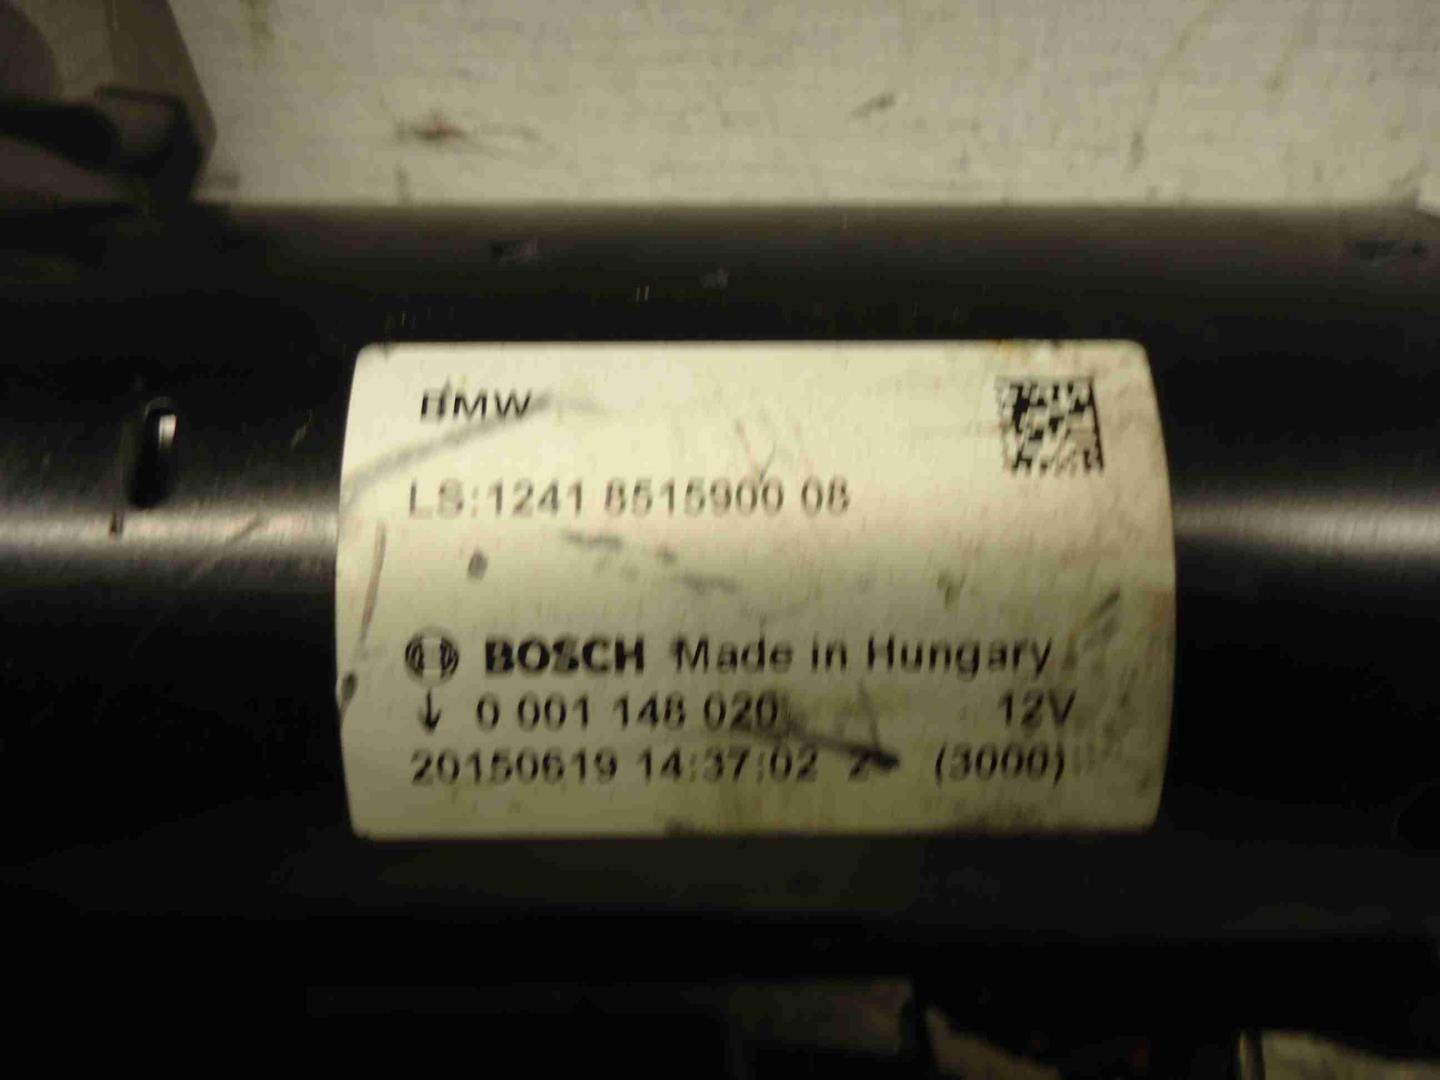 BMW
LS:1241 8515900 08
BOSCH Made in Hungary
↓ 0 001 148 020 12V
20150619 14:37:02 2 (3000)